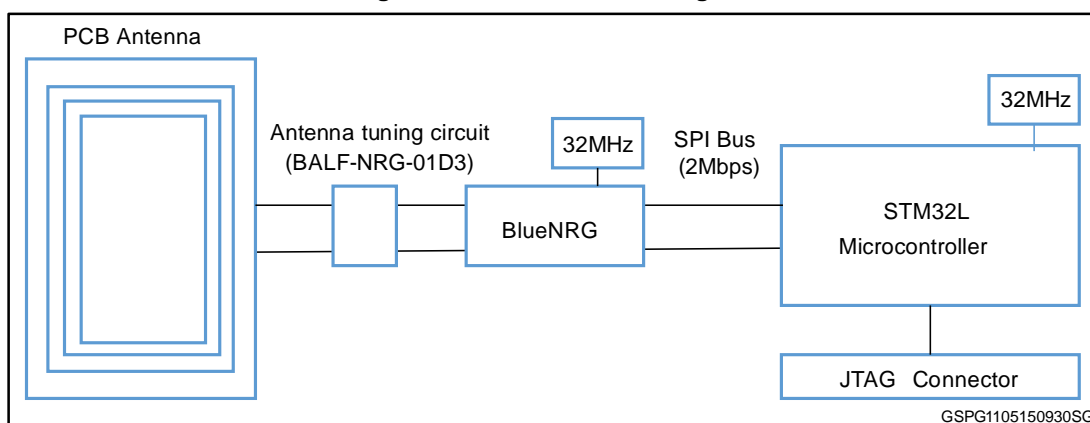 PCB Antenna
32MHz
Antenna tuning circuit
(BALF-NRG-01D3)
32MHz
SPI Bus
(2Mbps)
BlueNRG
STM32L
Microcontroller
JTAG Connector
GSPG1105150930SG